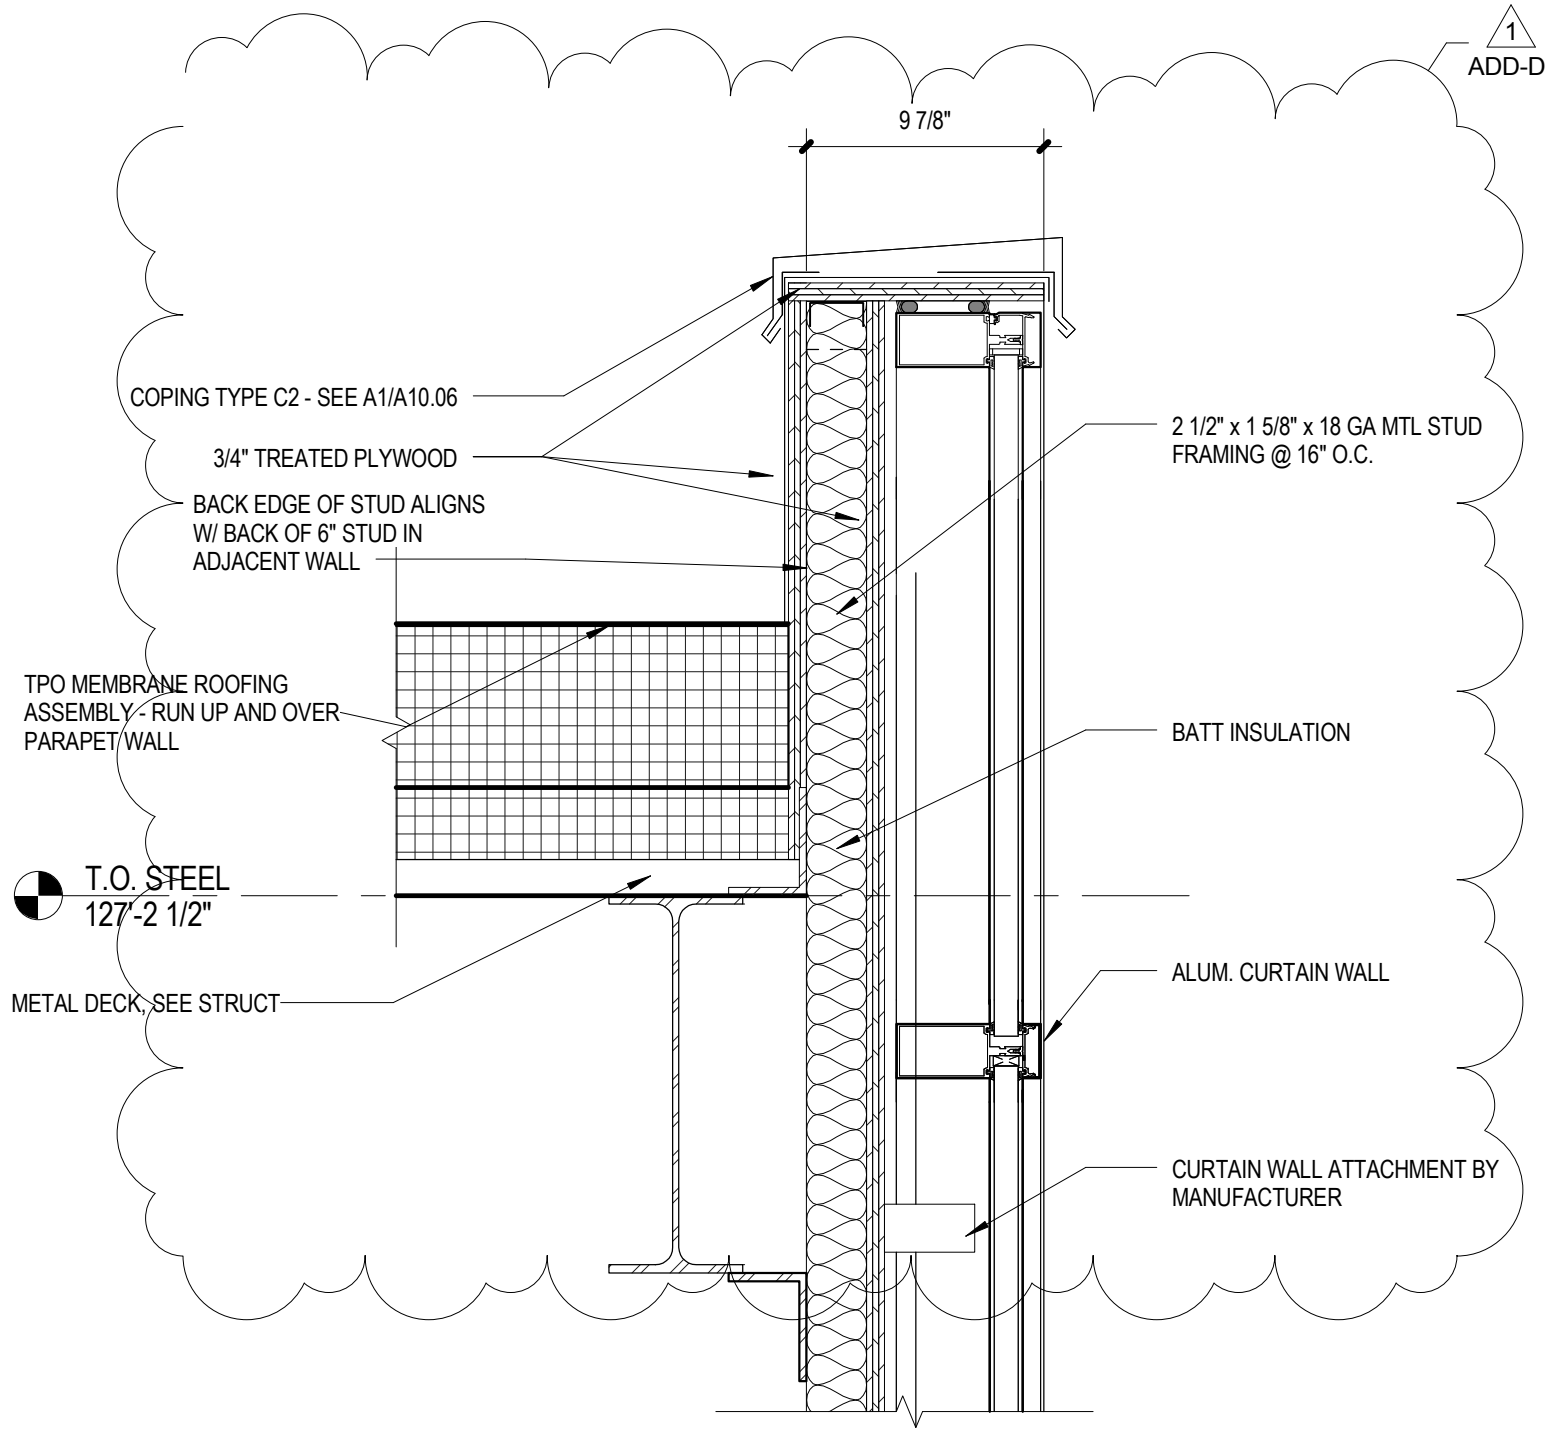 1
ADD-D
9 7/8"
COPING TYPE C2 - SEE A1/A10.06
3/4" TREATED PLYWOOD
BACK EDGE OF STUD ALIGNS
W/ BACK OF 6" STUD IN
ADJACENT WALL
TPO MEMBRANE ROOFING
ASSEMBLY - RUN UP AND OVER
PARAPET WALL
T.O. STEEL
127'-2 1/2"
METAL DECK, SEE STRUCT
2 1/2" x 1 5/8" x 18 GA MTL STUD
FRAMING @ 16" O.C.
BATT INSULATION
ALUM. CURTAIN WALL
CURTAIN WALL ATTACHMENT BY
MANUFACTURER